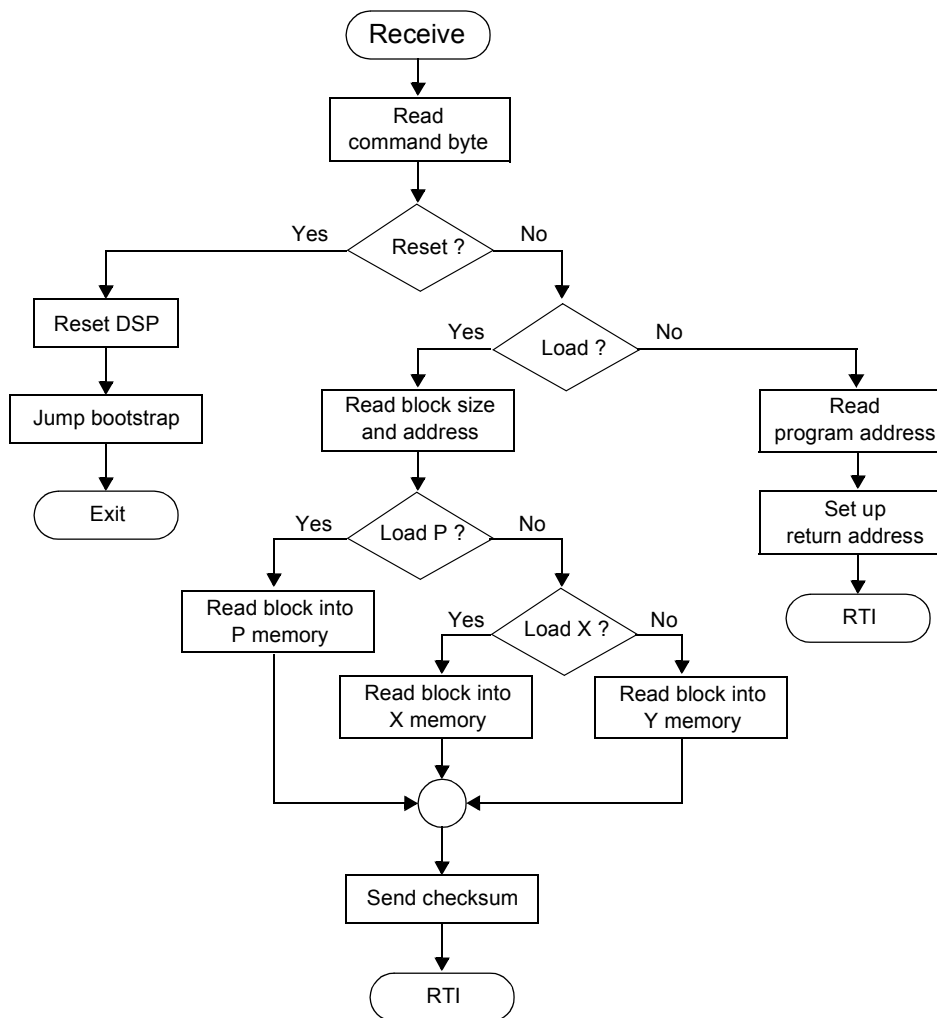 Receive
Read
command byte
Yes
Reset ?
No
Reset DSP
Yes
Load ?
No
Jump bootstrap
Read block size
and address
Read
program address
Exit
Yes
Load P ?
No
Set up
return address
Read block into
P memory
Yes
Load X ?
No
RTI
Read block into
X memory
Read block into
Y memory
Send checksum
RTI